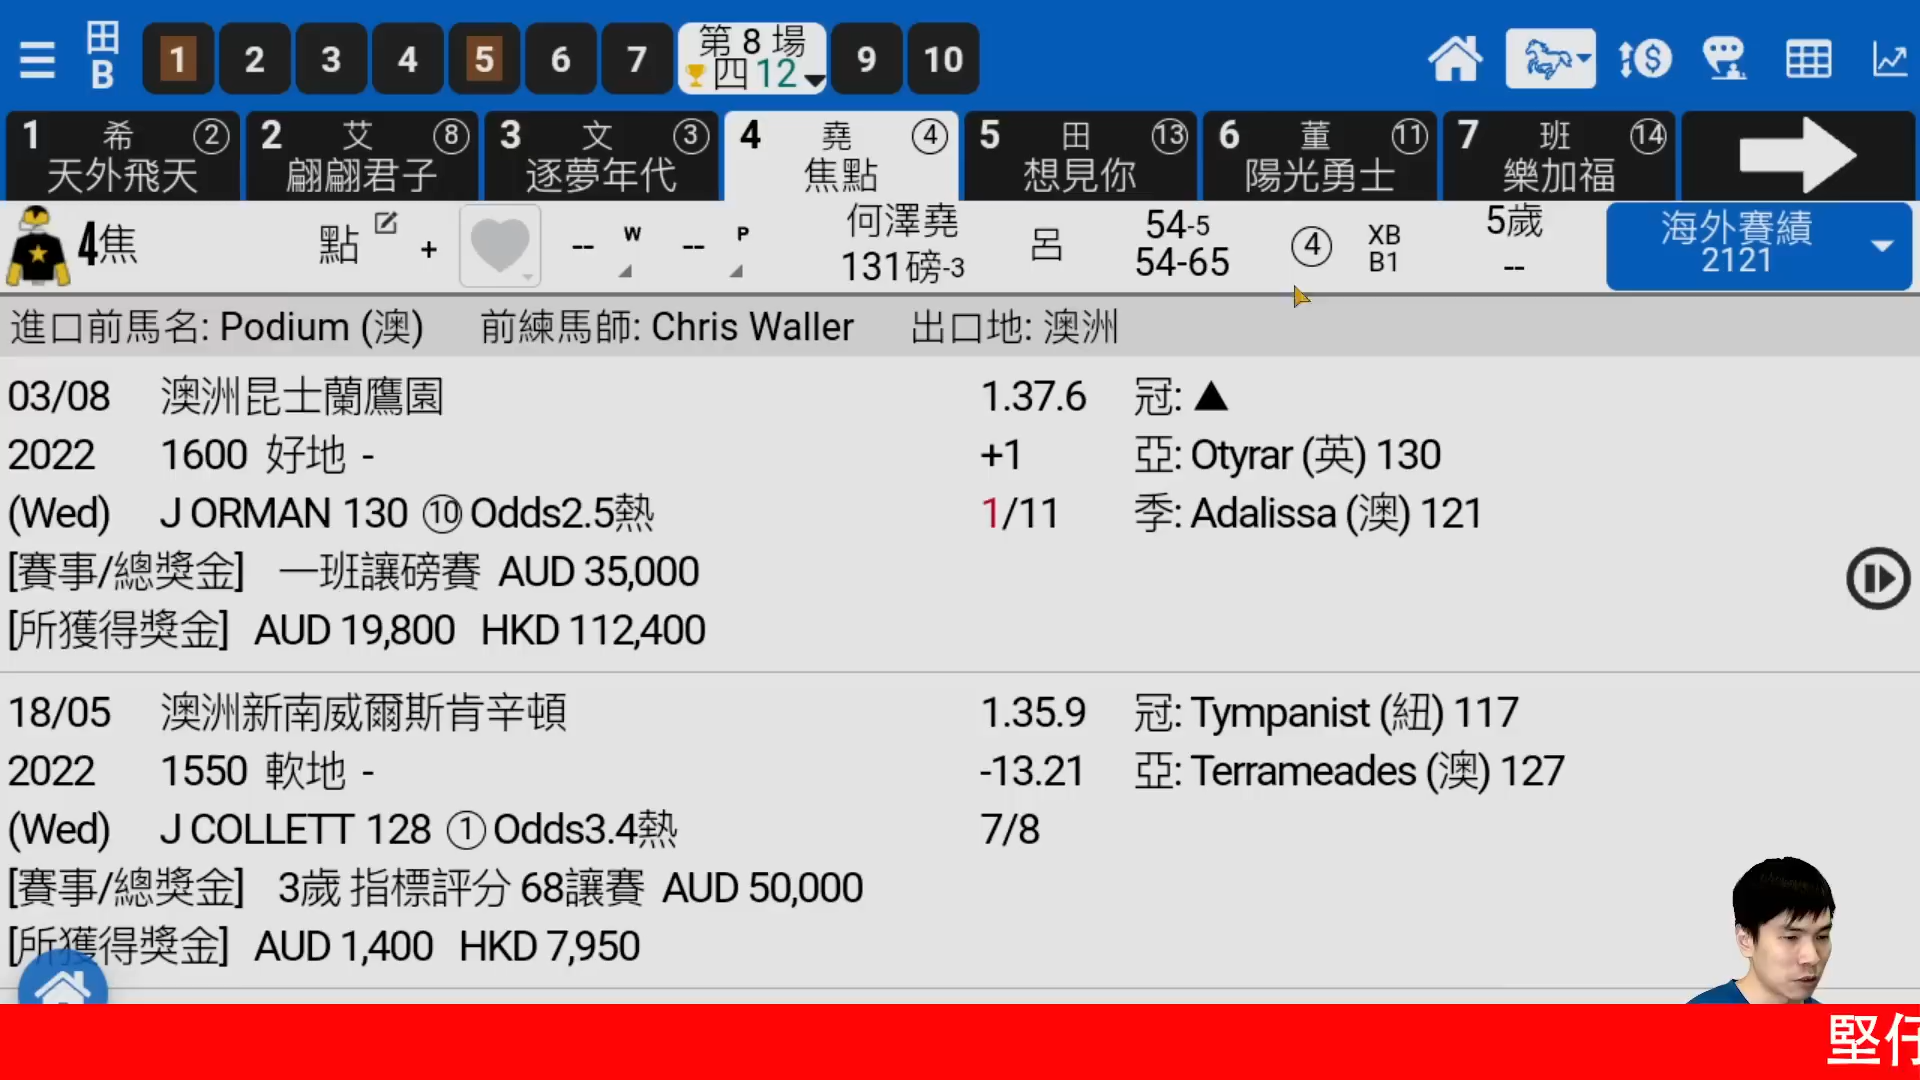 田
B
1 2 3 4 5 6 7 第 8 場 9 10
四12
1 希 ② 2 艾 ⑧ 3 文 ③ 4 堯 ④ 5 田 ⑬ 6 董 ⑪ 7 班 ⑭
天外飛天 翩翩君子 逐夢年代 焦點 想見你 陽光勇士 樂加福
4焦點 + -- W -- P 何澤堯 呂 54-5 ④ XB 5歲 海外賽績
131磅-3 54-65 B1 -- 2121
進口前馬名: Podium (澳) 前練馬師: Chris Waller 出口地: 澳洲
03/08 澳洲昆士蘭鷹園 1.37.6 冠: ▲
2022 1600 好地 - +1 亞: Otyrar (英) 130
(Wed) J ORMAN 130 ⑩ Odds2.5熱 1/11 季: Adalissa (澳) 121
[賽事/總獎金] 一班讓磅賽 AUD 35,000
[所獲得獎金] AUD 19,800 HKD 112,400
18/05 澳洲新南威爾斯肯辛頓 1.35.9 冠: Tympanist (紐) 117
2022 1550 軟地 - -13.21 亞: Terrameades (澳) 127
(Wed) J COLLETT 128 ① Odds3.4熱 7/8
[賽事/總獎金] 3歲 指標評分 68讓賽 AUD 50,000
[所獲得獎金] AUD 1,400 HKD 7,950
堅仔